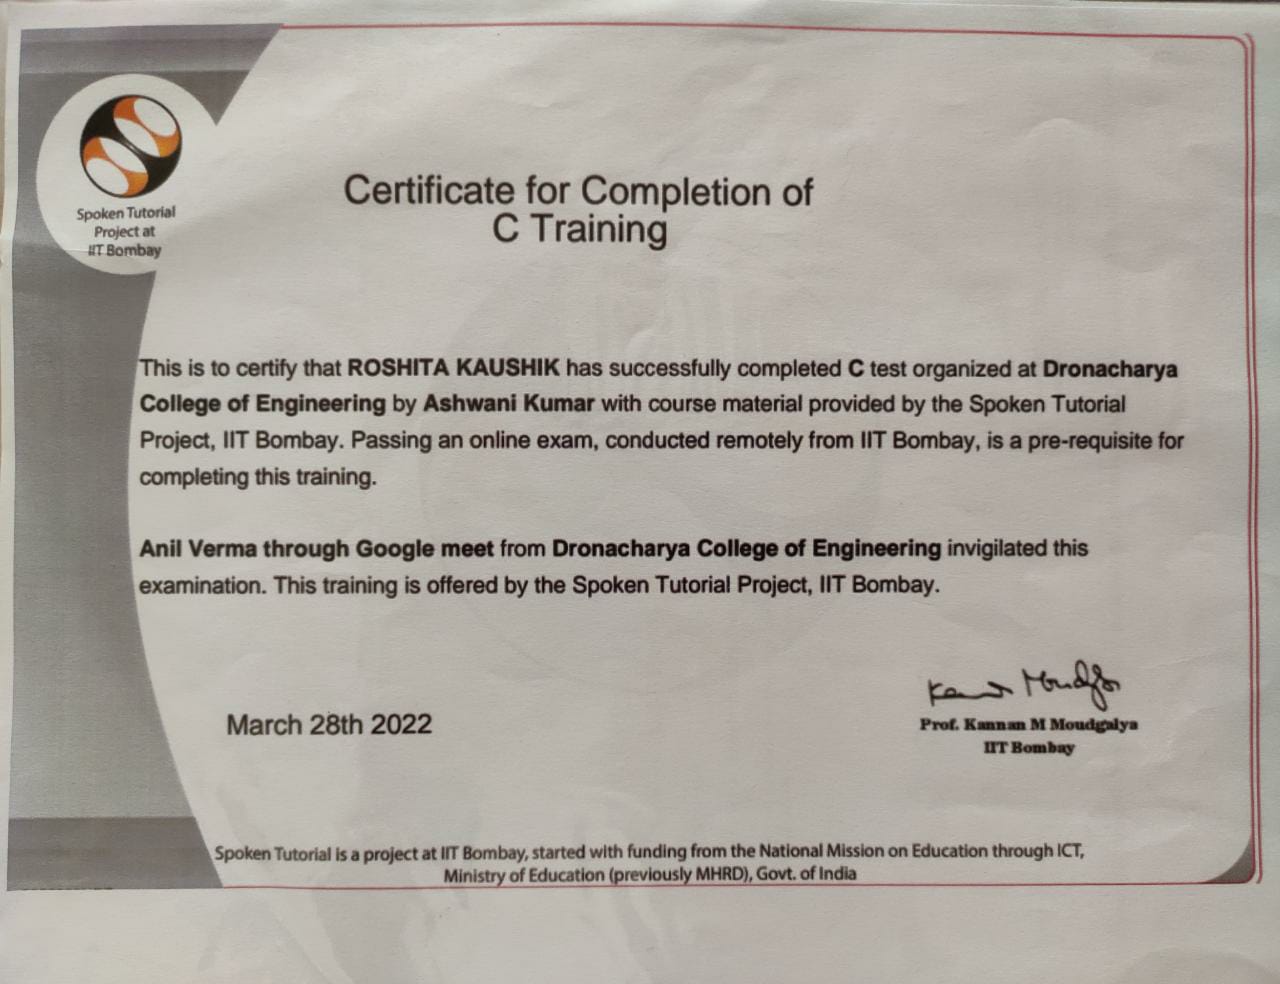 Spoken Tutorial
Project at
IIT Bombay
Certificate for Completion of
C Training
This is to certify that ROSHITA KAUSHIK has successfully completed C test organized at Dronacharya
College of Engineering by Ashwani Kumar with course material provided by the Spoken Tutorial
Project, IIT Bombay. Passing an online exam, conducted remotely from IIT Bombay, is a pre-requisite for
completing this training.
Anil Verma through Google meet from Dronacharya College of Engineering invigilated this
examination. This training is offered by the Spoken Tutorial Project, IIT Bombay.
March 28th 2022
Prof. Kannan M Moudgalya
IIT Bombay
Spoken Tutorial is a project at IIT Bombay, started with funding from the National Mission on Education through ICT,
Ministry of Education (previously MHRD), Govt. of India